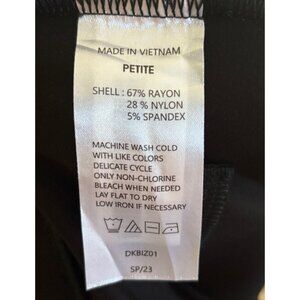 MADE IN VIETNAM
PETITE
SHELL : 67% RAYON
28 % NYLON
5% SPANDEX
MACHINE WASH COLD
WITH LIKE COLORS
DELICATE CYCLE
ONLY NON-CHLORINE
BLEACH WHEN NEEDED
LAY FLAT TO DRY
LOW IRON IF NECESSARY
DKBIZ01
SP/23